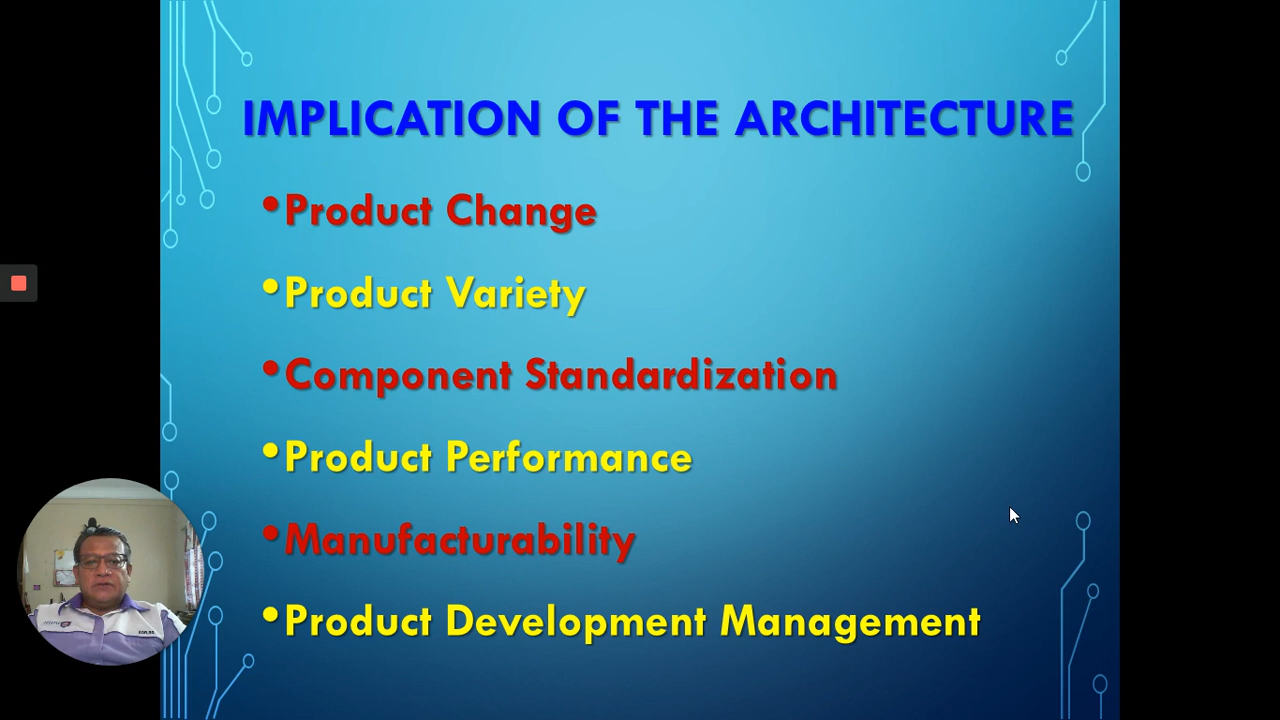 IMPLICATION OF THE ARCHITECTURE
•Product Change
•Product Variety
•Component Standardization
•Product Performance
•Manufacturability
•Product Development Management